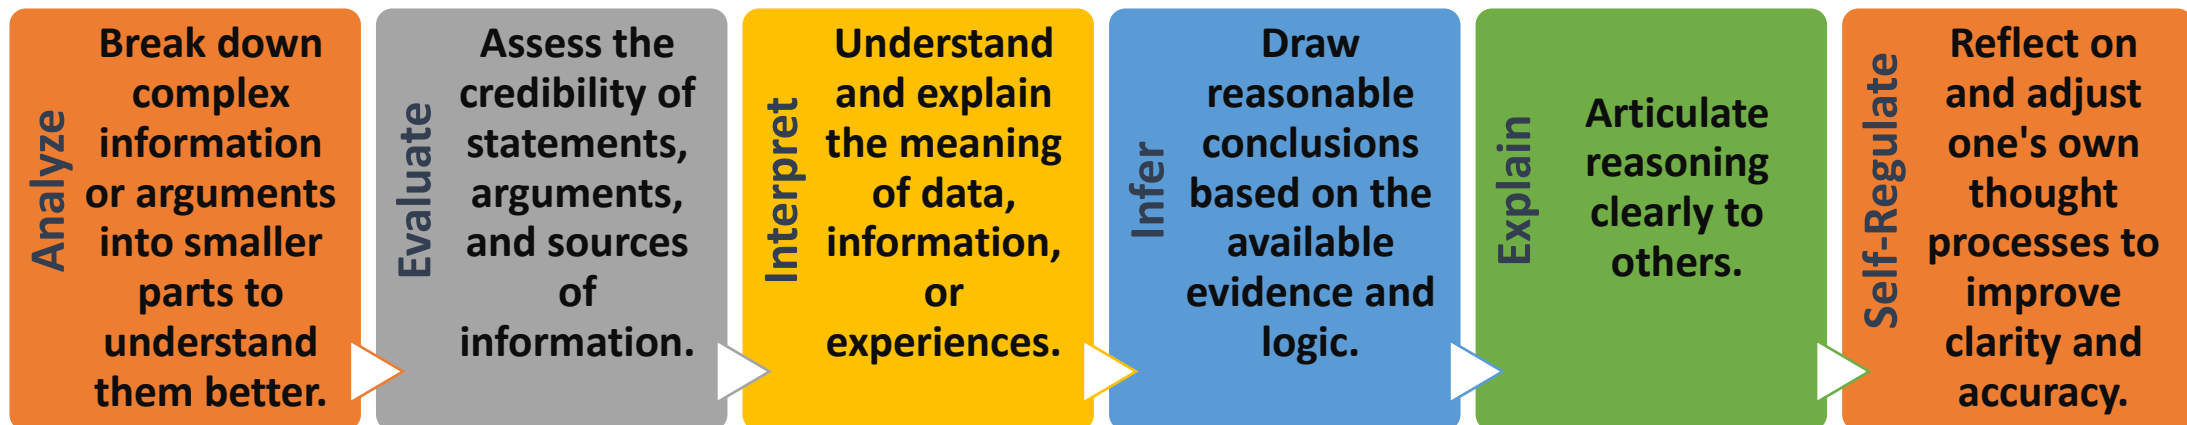 Analyze
Break down
complex
information
or arguments
into smaller
parts to
understand
them better.
Evaluate
Assess the
credibility of
statements,
arguments,
and sources
of
information.
Interpret
Understand
and explain
the meaning
of data,
information,
or
experiences.
Infer
Draw
reasonable
conclusions
based on the
available
evidence and
logic.
Explain
Articulate
reasoning
clearly to
others.
Self-Regulate
Reflect on
and adjust
one's own
thought
processes to
improve
clarity and
accuracy.